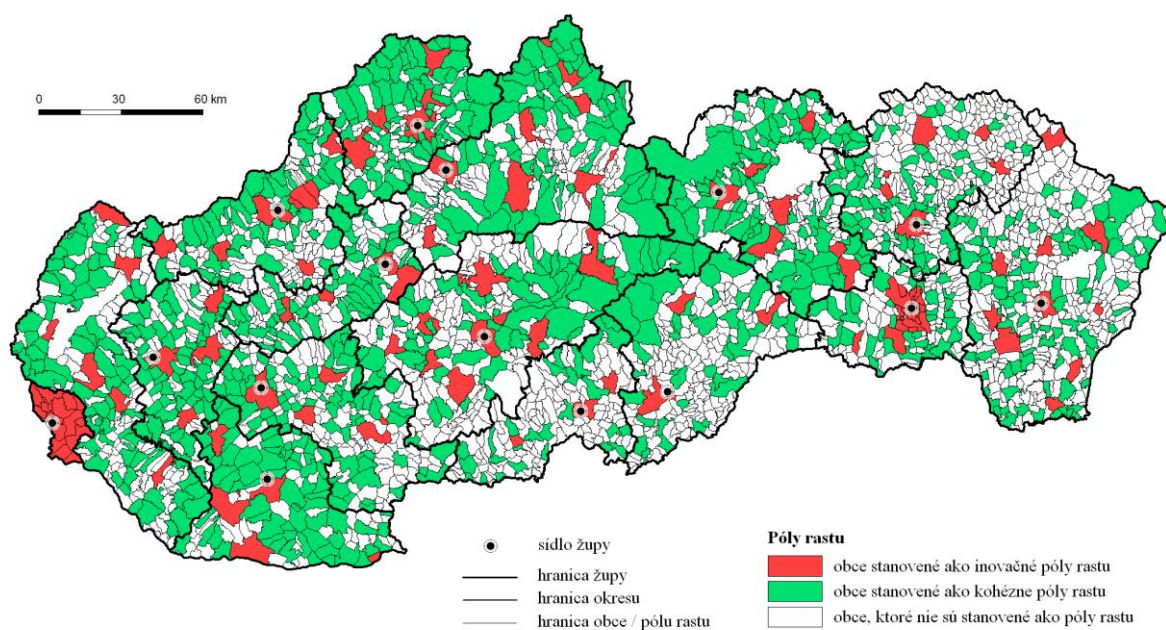 0 30 60 km
sídlo župy
hranica župy
hranica okresu
hranica obce / pólu rastu
Póly rastu
obce stanovené ako inovačné póly rastu
obce stanovené ako kohézne póly rastu
obce, ktoré nie sú stanovené ako póly rastu